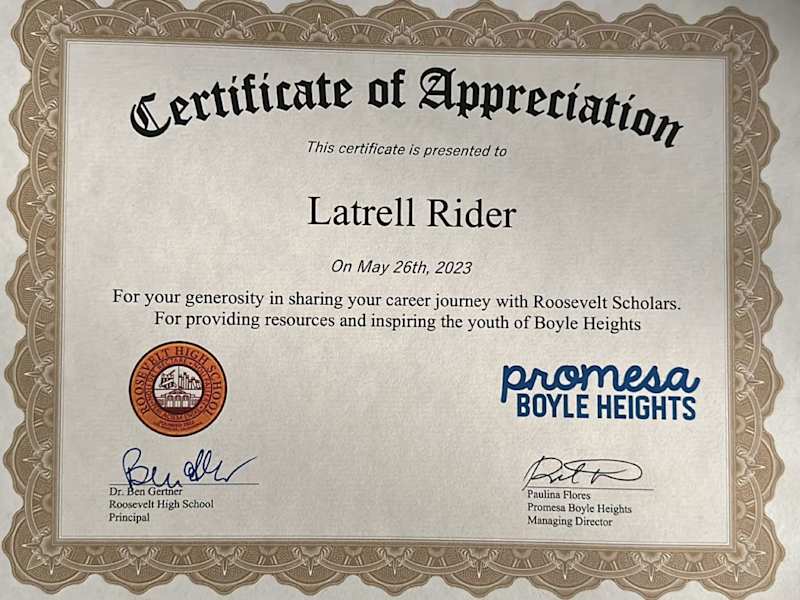 Certificate of Appreciation
This certificate is presented to
Latrell Rider
On May 26th, 2023
For your generosity in sharing your career journey with Roosevelt Scholars.
For providing resources and inspiring the youth of Boyle Heights
ROOSEVELT HIGH SCHOOL
promesa
BOYLE HEIGHTS
Dr. Ben Gertner
Roosevelt High School
Principal
Paulina Flores
Promesa Boyle Heights
Managing Director